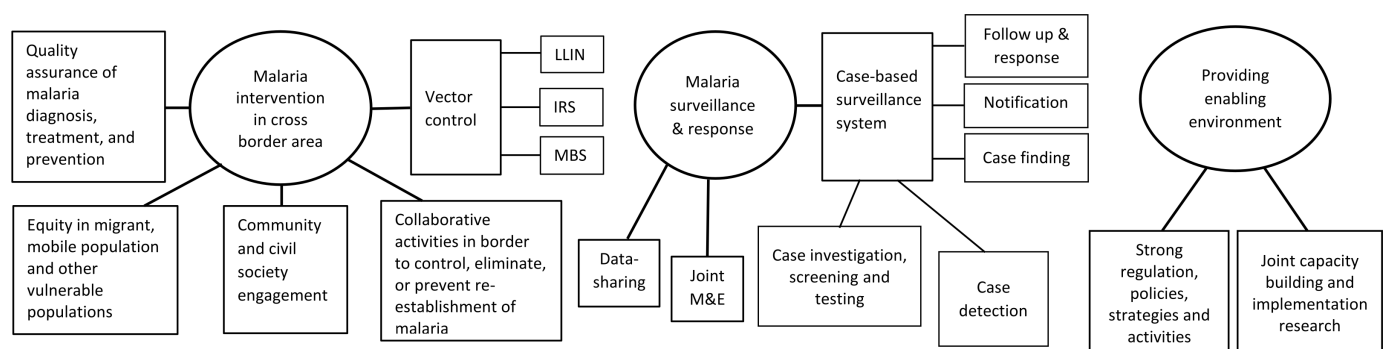 Quality
assurance of
malaria
diagnosis,
treatment, and
prevention
Malaria
intervention
in cross
border area
Vector
control
LLIN
IRS
MBS
Equity in migrant,
mobile population
and other
vulnerable
populations
Community
and civil
society
engagement
Collaborative
activities in border
to control, eliminate,
or prevent re-
establishment of
malaria
Malaria
surveillance
& response
Case-based
surveillance
system
Follow up &
response
Notification
Case finding
Data-
sharing
Joint
M&E
Case investigation,
screening and
testing
Case
detection
Providing
enabling
environment
Strong
regulation,
policies,
strategies and
activities
Joint capacity
building and
implementation
research